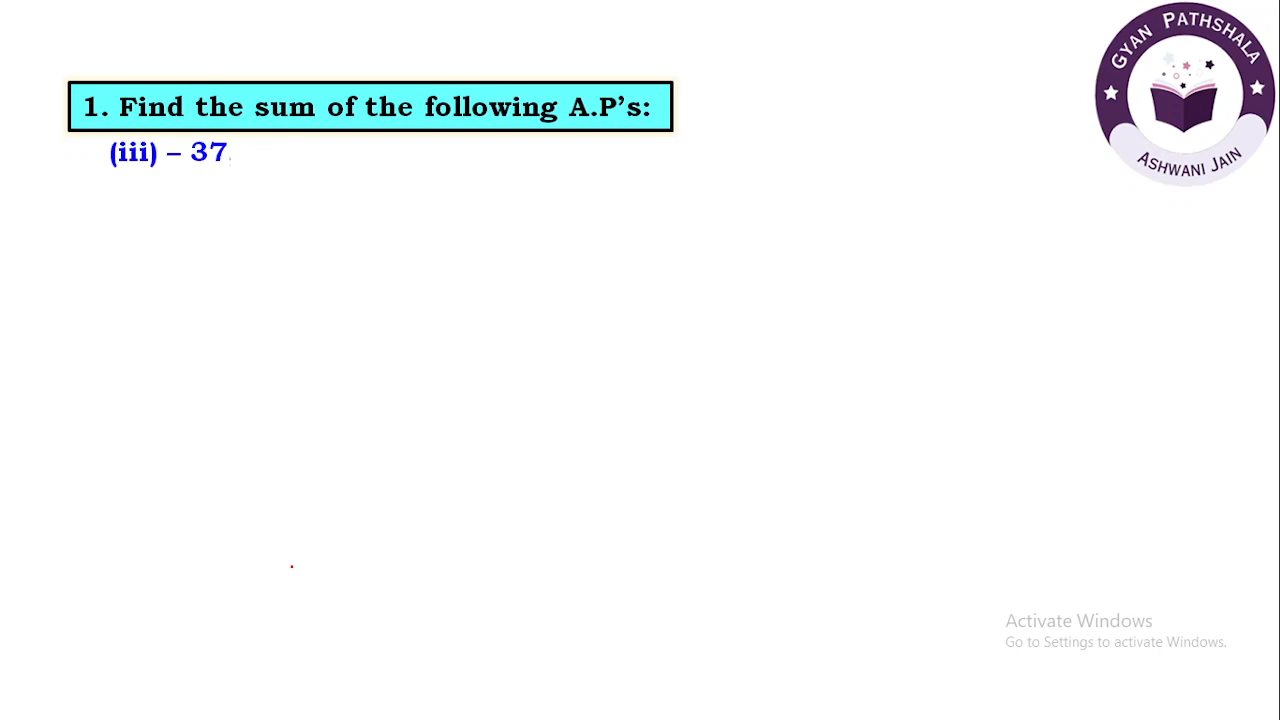 GYAN PATHSHALA
1. Find the sum of the following A.P’s:
(iii) – 37
ASHWANI JAIN
Activate Windows
Go to Settings to activate Windows.